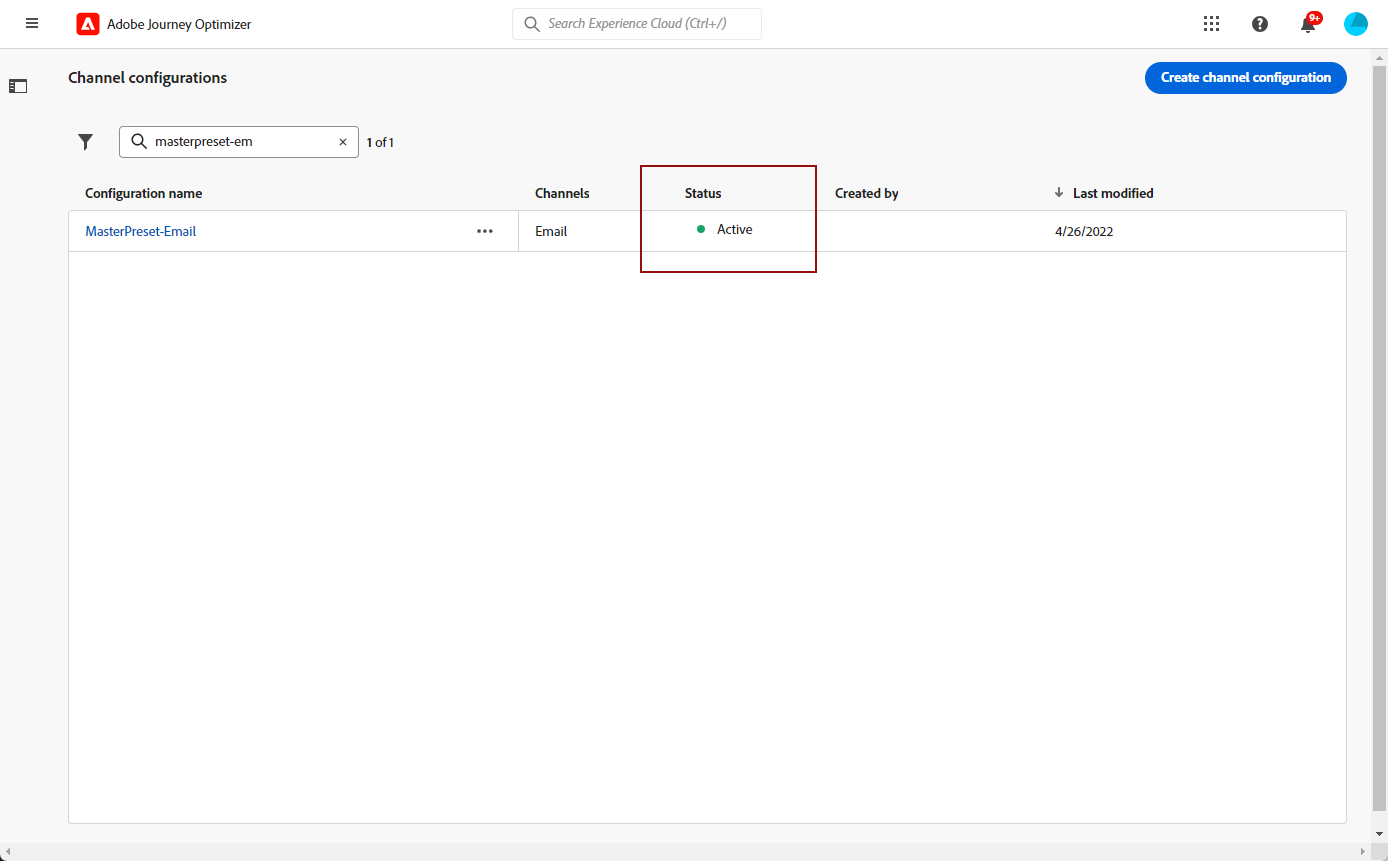 Adobe Journey Optimizer
Search Experience Cloud (Ctrl+/)
9+
Channel configurations
Create channel configuration
masterpreset-em
1 of 1
Configuration name Channels Status Created by Last modified
MasterPreset-Email Email Active 4/26/2022